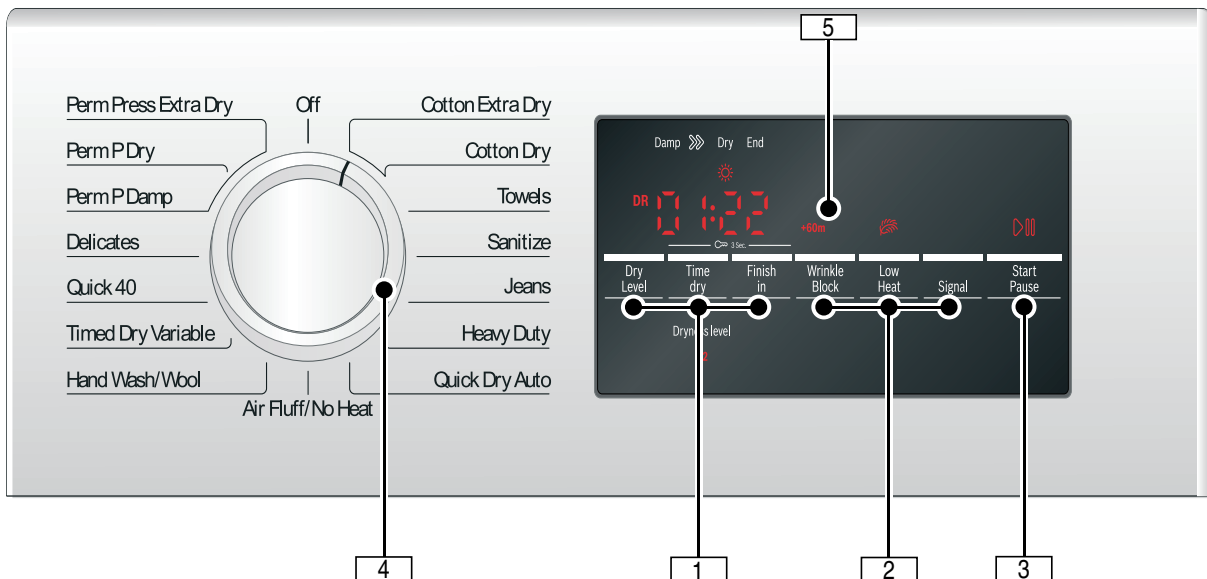 5
Perm Press Extra Dry
Off
Cotton Extra Dry
Perm P Dry
Cotton Dry
Perm P Damp
Towels
Delicates
Sanitize
Quick 40
Jeans
Timed Dry Variable
Heavy Duty
Hand Wash/Wool
Quick Dry Auto
Air Fluff/No Heat
Damp Dry End
DR 01:22
+60m
3 Sec.
Dry Level
Time dry
Finish in
Wrinkle Block
Low Heat
Signal
Start Pause
level
2
4
1
2
3